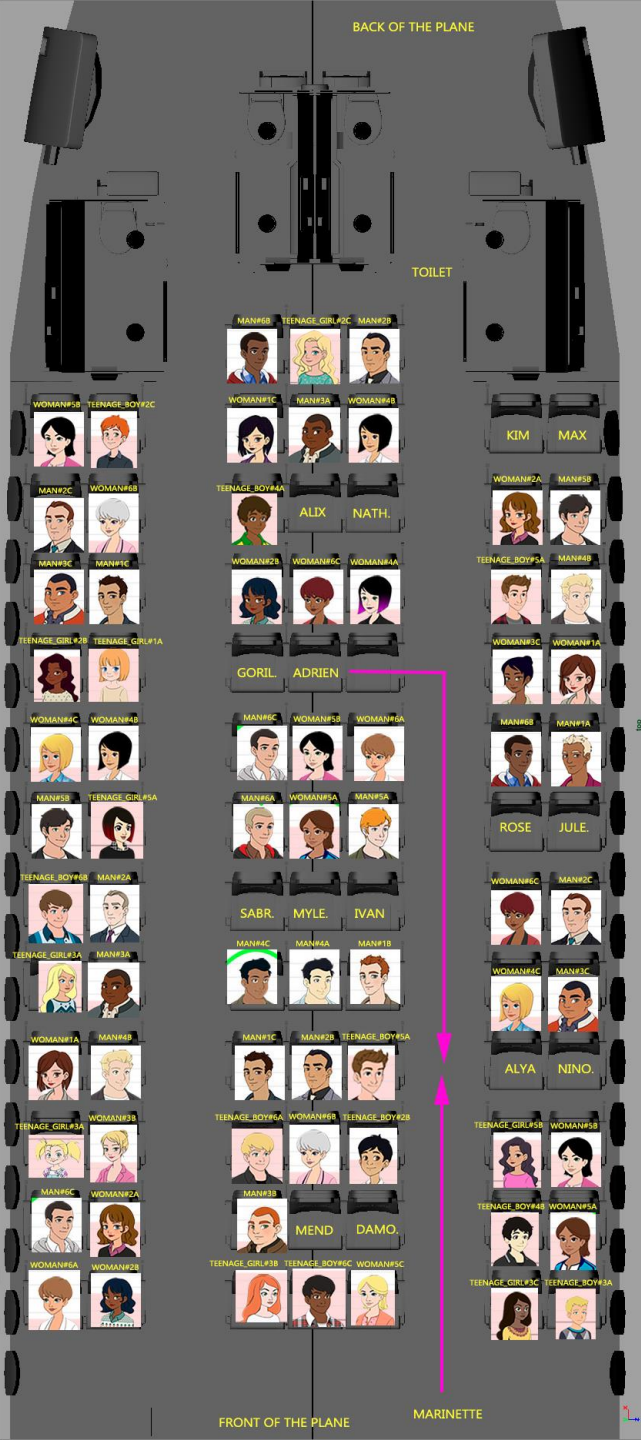 BACK OF THE PLANE
TOILET
MAN#6B TEENAGE_GIRL#2C MAN#2B
WOMAN#5B TEENAGE_BOY#2C WOMAN#1C MAN#3A WOMAN#4B
KIM MAX
MAN#2C WOMAN#6B TEENAGE_BOY#4A ALIX NATH. WOMAN#2A MAN#5B
MAN#3C MAN#1C WOMAN#2B WOMAN#6C WOMAN#4A TEENAGE_BOY#5A MAN#4B
TEENAGE_GIRL#2B TEENAGE_GIRL#1A GORIL. ADRIEN WOMAN#3C WOMAN#1A
WOMAN#4C WOMAN#4B MAN#6C WOMAN#5B WOMAN#6A MAN#6B MAN#1A
MAN#5B TEENAGE_GIRL#5A MAN#6A WOMAN#5A MAN#5A ROSE JULE.
TEENAGE_BOY#6B MAN#2A SABR. MYLE. IVAN WOMAN#6C MAN#2C
TEENAGE_GIRL#3A MAN#3A MAN#4C MAN#4A MAN#1B WOMAN#4C MAN#3C
WOMAN#1A MAN#4B MAN#1C MAN#2B TEENAGE_BOY#5A ALYA NINO.
TEENAGE_GIRL#3A WOMAN#3B TEENAGE_BOY#6A WOMAN#6B TEENAGE_BOY#2B TEENAGE_GIRL#5B WOMAN#5B
MAN#6C WOMAN#2A MAN#3B MEND DAMO. TEENAGE_BOY#4B WOMAN#5A
WOMAN#6A WOMAN#2B TEENAGE_GIRL#3B TEENAGE_BOY#6C WOMAN#5C TEENAGE_GIRL#3C TEENAGE_BOY#3A
FRONT OF THE PLANE
MARINETTE